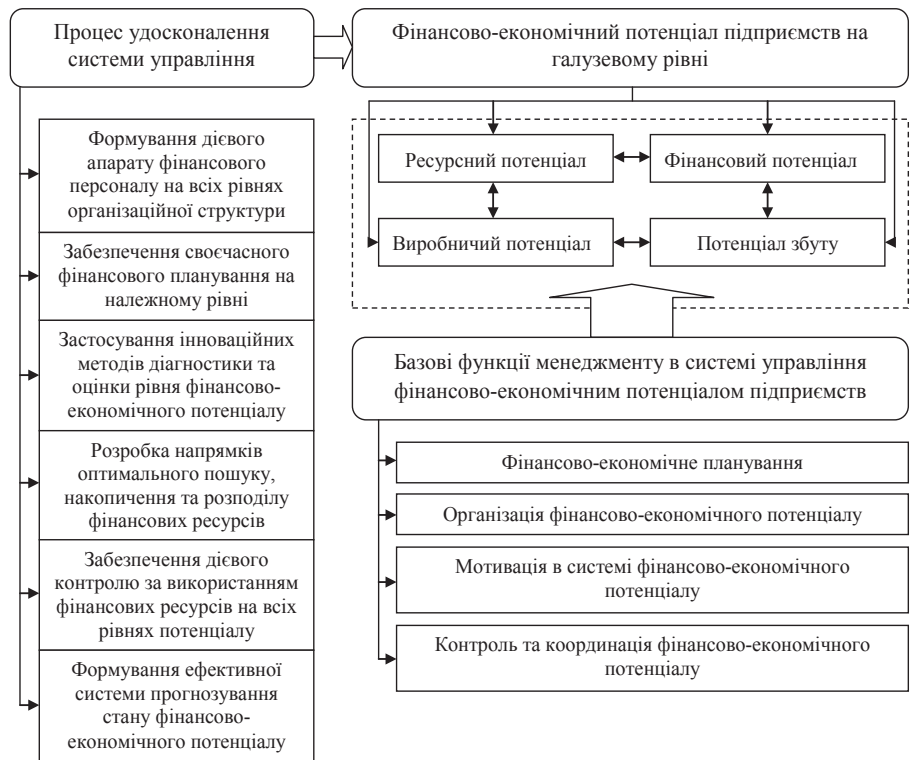 Процес удосконалення
системи управління
Фінансово-економічний потенціал підприємств на
галузевому рівні
Формування дієвого
апарату фінансового
персоналу на всіх рівнях
організаційної структури
Забезпечення своєчасного
фінансового планування на
належному рівні
Застосування інноваційних
методів діагностики та
оцінки рівня фінансово-
економічного потенціалу
Розробка напрямків
оптимального пошуку,
накопичення та розподілу
фінансових ресурсів
Забезпечення дієвого
контролю за використанням
фінансових ресурсів на всіх
рівнях потенціалу
Формування ефективної
системи прогнозування
стану фінансово-
економічного потенціалу
Ресурсний потенціал
Фінансовий потенціал
Виробничий потенціал
Потенціал збуту
Базові функції менеджменту в системі управління
фінансово-економічним потенціалом підприємств
Фінансово-економічне планування
Організація фінансово-економічного потенціалу
Мотивація в системі фінансово-економічного
потенціалу
Контроль та координація фінансово-економічного
потенціалу